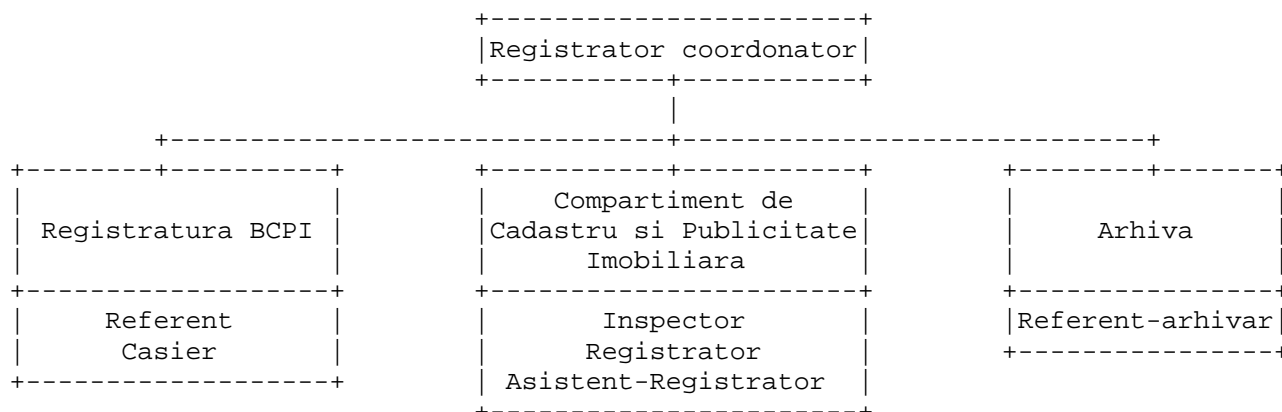 Registrator coordonator
Registratura BCPI
Referent
Casier
Compartiment de
Cadastru si Publicitate
Imobiliara
Inspector
Registrator
Asistent-Registrator
Arhiva
Referent-arhivar